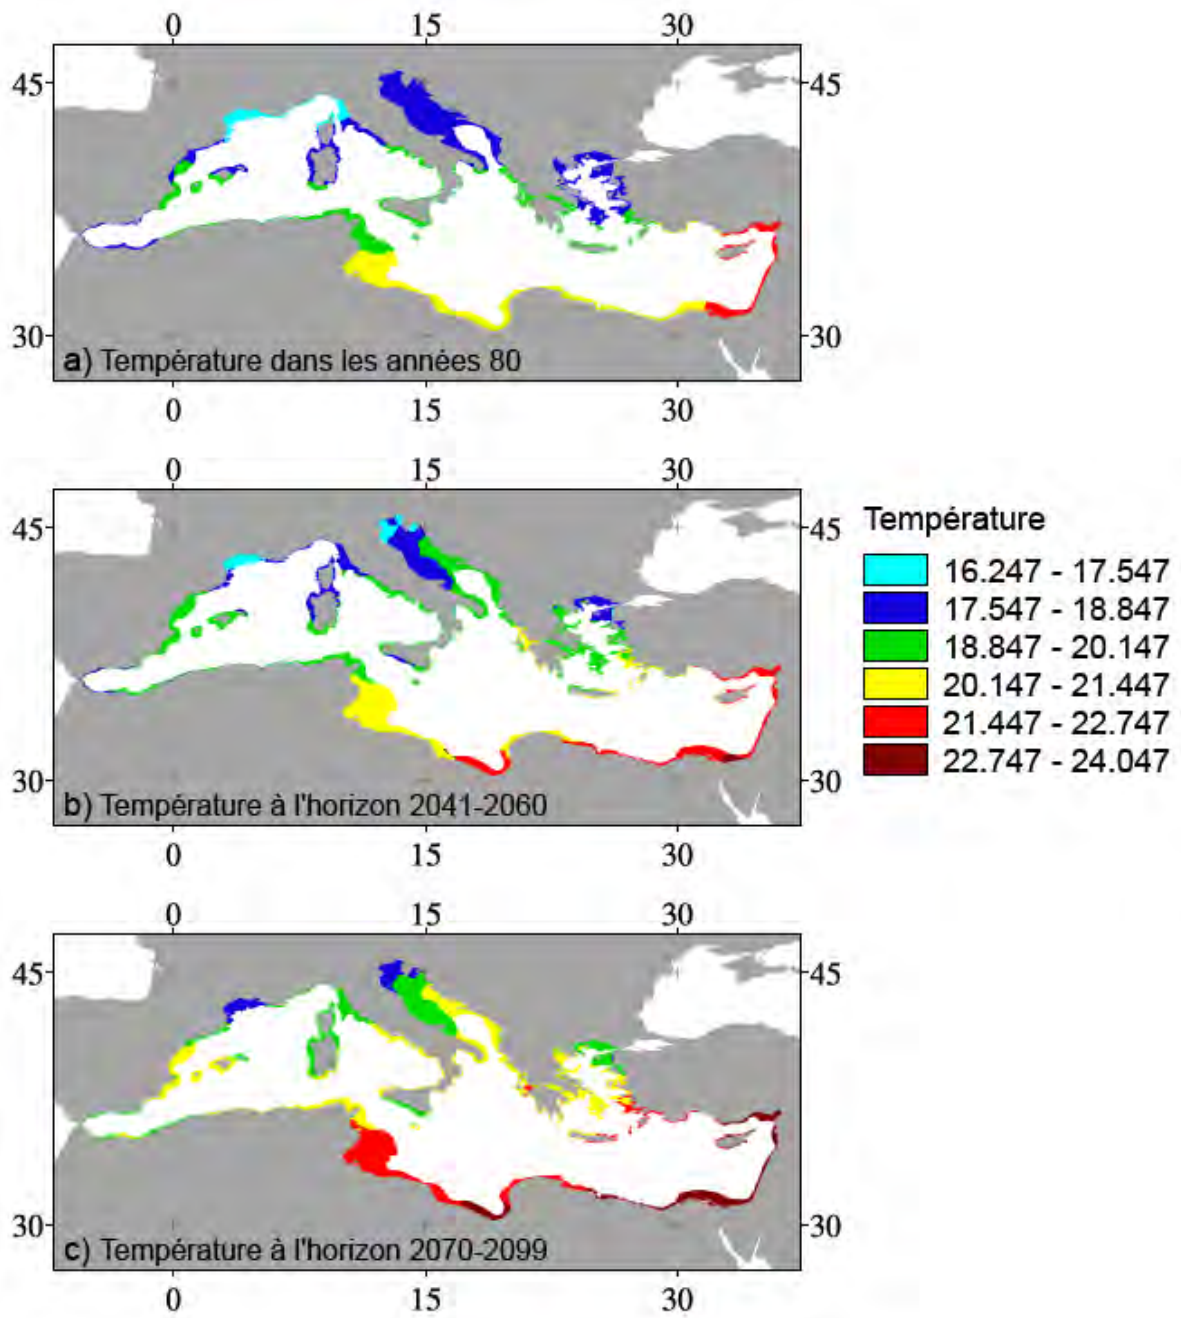 0 15 30
45 45
30 30
a) Température dans les années 80
0 15 30
0 15 30
45 45
30 30
b) Température à l'horizon 2041-2060
0 15 30
Température
16.247 - 17.547
17.547 - 18.847
18.847 - 20.147
20.147 - 21.447
21.447 - 22.747
22.747 - 24.047
0 15 30
45 45
30 30
c) Température à l'horizon 2070-2099
0 15 30